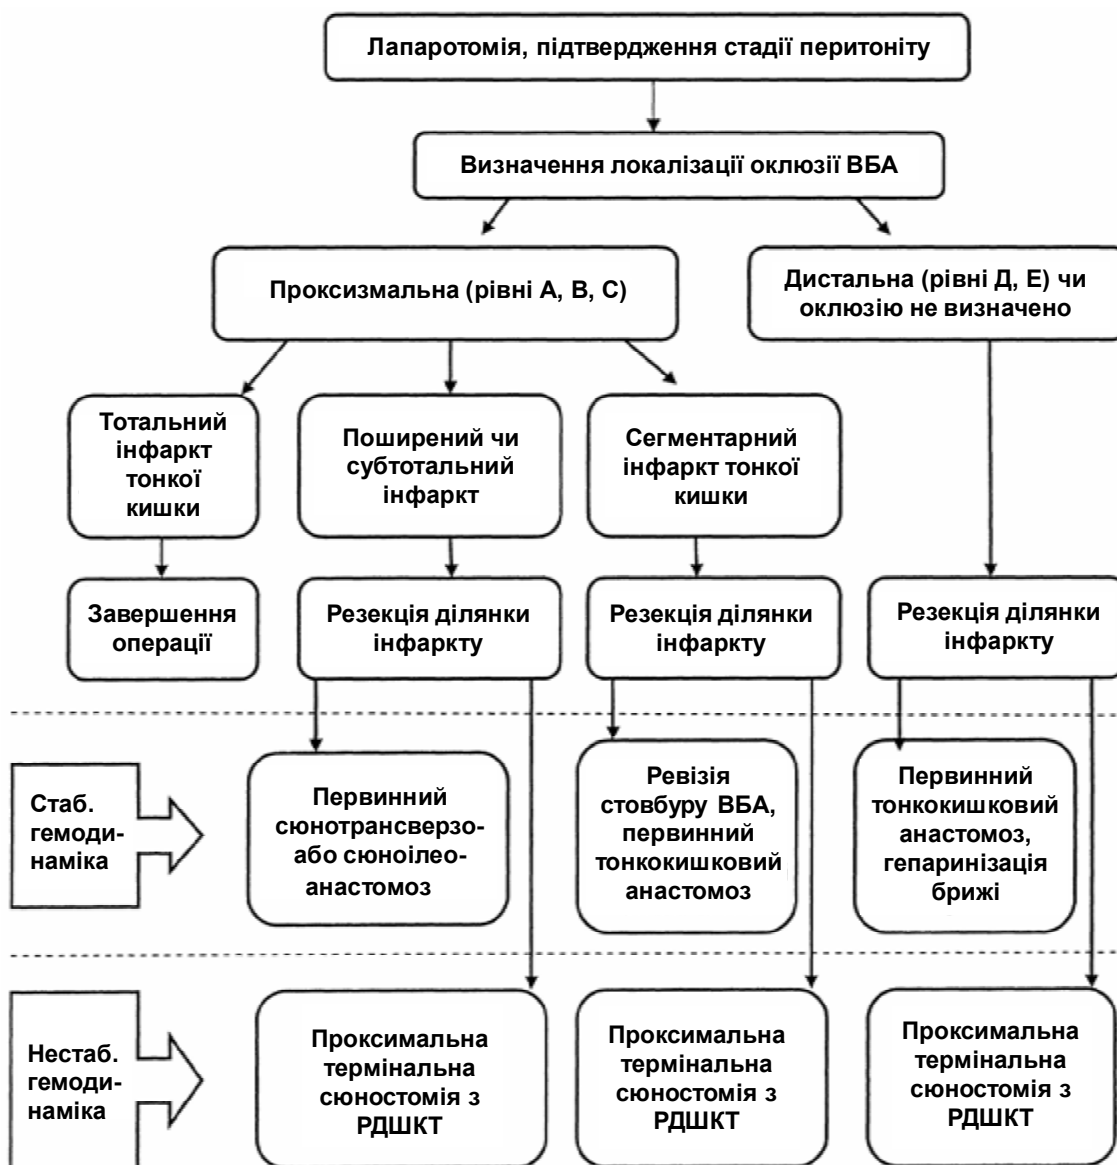 Лапаротомія, підтвердження стадії перитоніту
Визначення локалізації оклюзії ВБА
Проксизмальна (рівні А, В, С)
Дистальна (рівні Д, Е) чи
оклюзію не визначено
Тотальний
інфаркт
тонкої
кишки
Поширений чи
субтотальний
інфаркт
Сегментарний
інфаркт тонкої
кишки
Завершення
операції
Резекція ділянки
інфаркту
Резекція ділянки
інфаркту
Резекція ділянки
інфаркту
Стаб.
гемоди-
наміка
Первинний
сюнотрансверзо-
або сюноілео-
анастомоз
Ревізія
стовбуру ВБА,
первинний
тонкокишковий
анастомоз
Первинний
тонкокишковий
анастомоз,
гепаринізація
брижі
Нестаб.
гемоди-
наміка
Проксимальна
термінальна
сюностомія з
РДШКТ
Проксимальна
термінальна
сюностомія з
РДШКТ
Проксимальна
термінальна
сюностомія з
РДШКТ